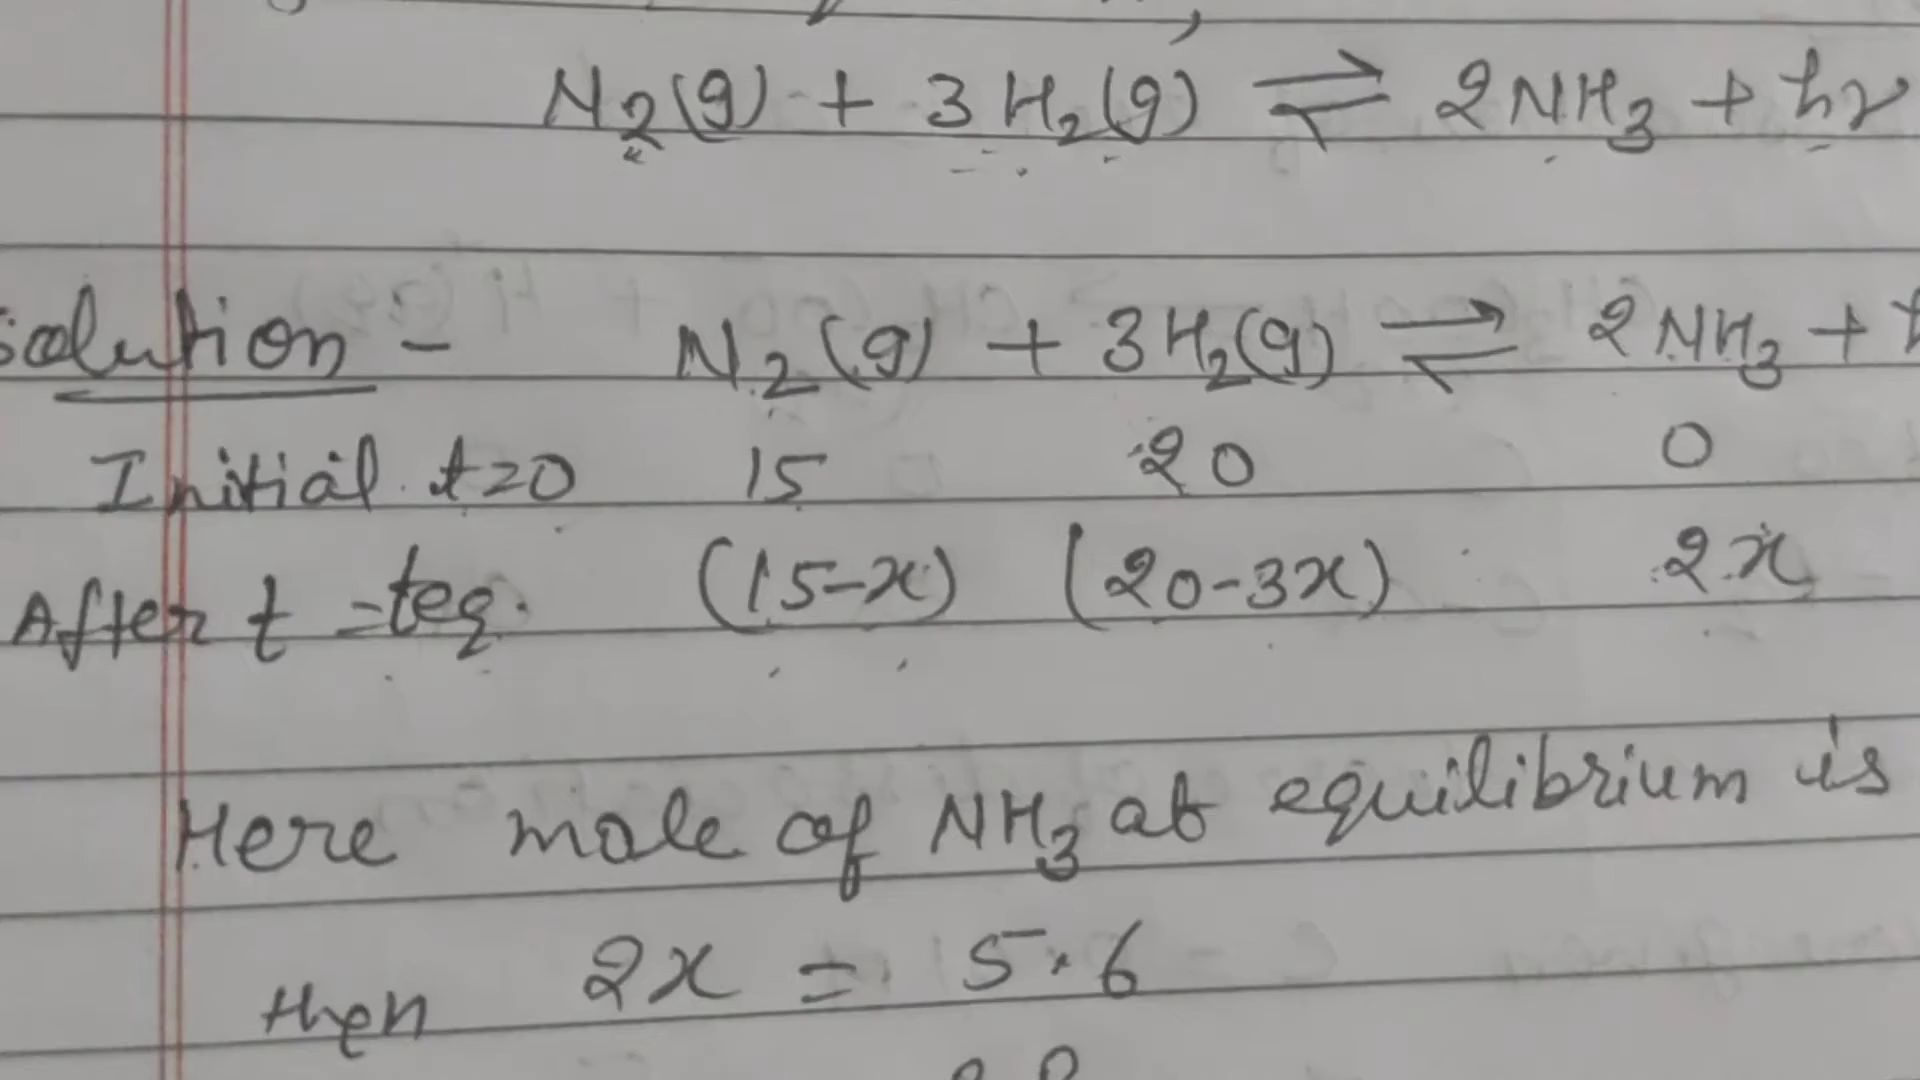 N₂(g) + 3H₂(g) ⇌ 2NH₃ + hν
Solution - N₂(g) + 3H₂(g) ⇌ 2NH₃ +
Initial t=0 15 20 0
After t = teq. (15-x) (20-3x) 2x
Here mole of NH₃ at equilibrium is
then 2x = 5.6